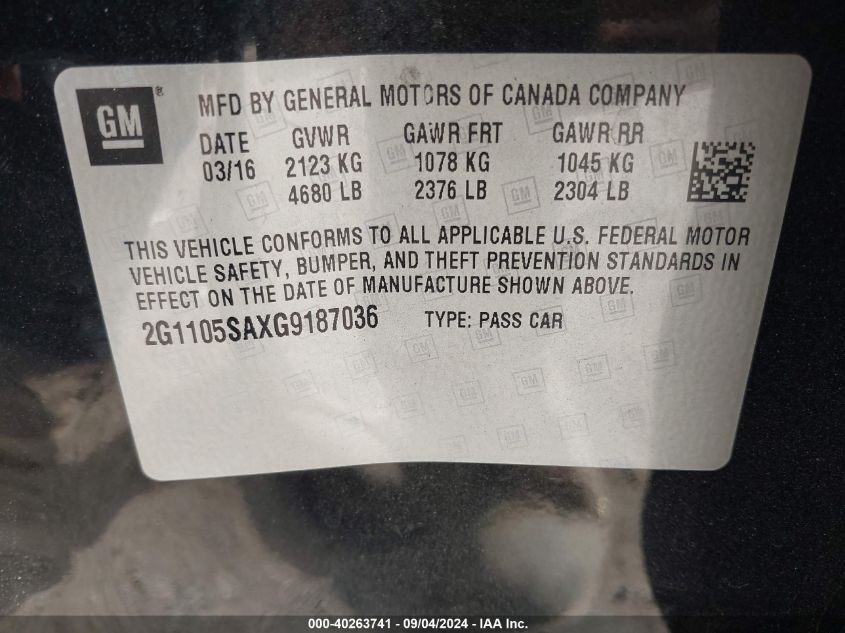 GM ®
MFD BY GENERAL MOTORS OF CANADA COMPANY
DATE GVWR GAWR FRT GAWR RR
03/16 2123 KG 1078 KG 1045 KG
4680 LB 2376 LB 2304 LB
THIS VEHICLE CONFORMS TO ALL APPLICABLE U.S. FEDERAL MOTOR
VEHICLE SAFETY, BUMPER, AND THEFT PREVENTION STANDARDS IN
EFFECT ON THE DATE OF MANUFACTURE SHOWN ABOVE.
2G1105SAXG9187036 TYPE: PASS CAR
000-40263741 - 09/04/2024 - IAA Inc.